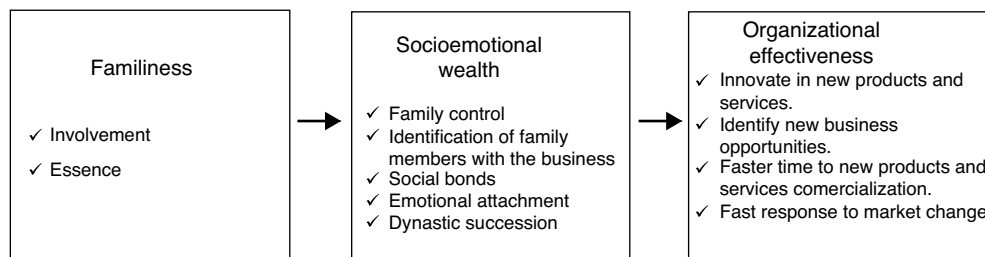 Familiness
✓ Involvement
✓ Essence
Socioemotional
wealth
✓ Family control
✓ Identification of family
members with the business
✓ Social bonds
✓ Emotional attachment
✓ Dynastic succession
Organizational
effectiveness
✓ Innovate in new products and
services.
✓ Identify new business
opportunities.
✓ Faster time to new products and
services comercialization.
✓ Fast response to market change